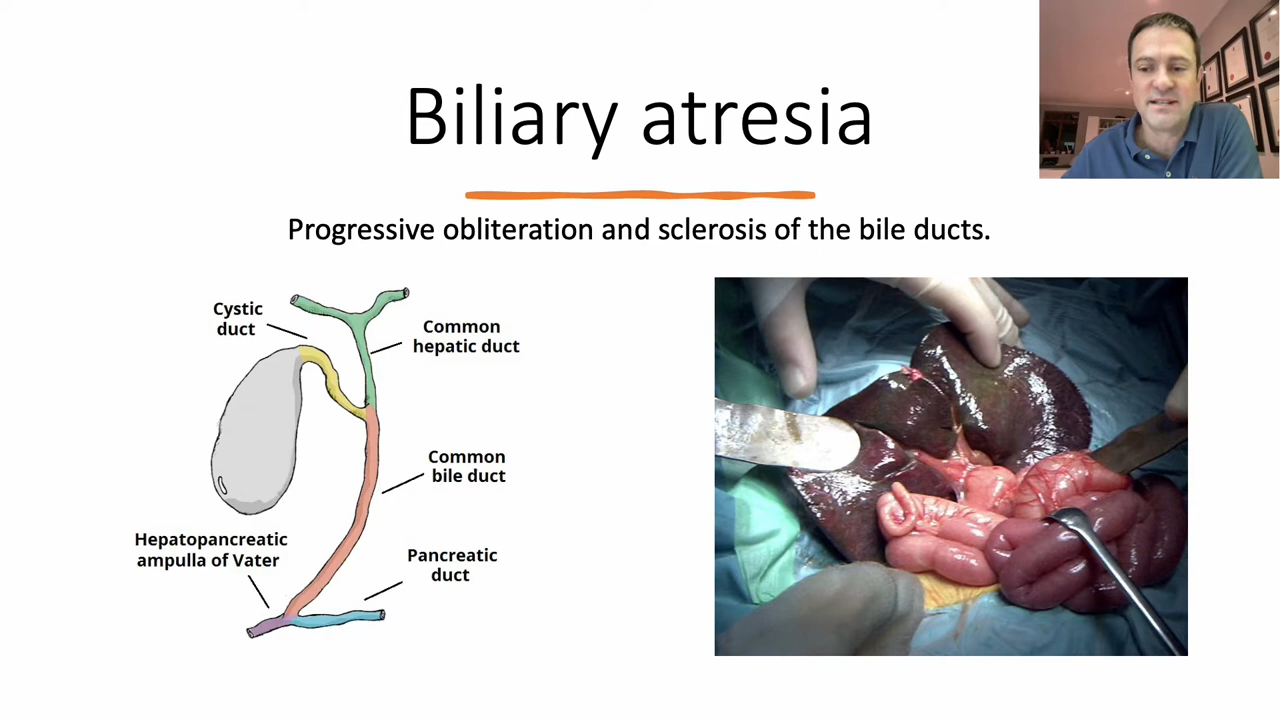 Biliary atresia
Progressive obliteration and sclerosis of the bile ducts.
Cystic
duct
Common
hepatic duct
Common
bile duct
Hepatopancreatic
ampulla of Vater
Pancreatic
duct